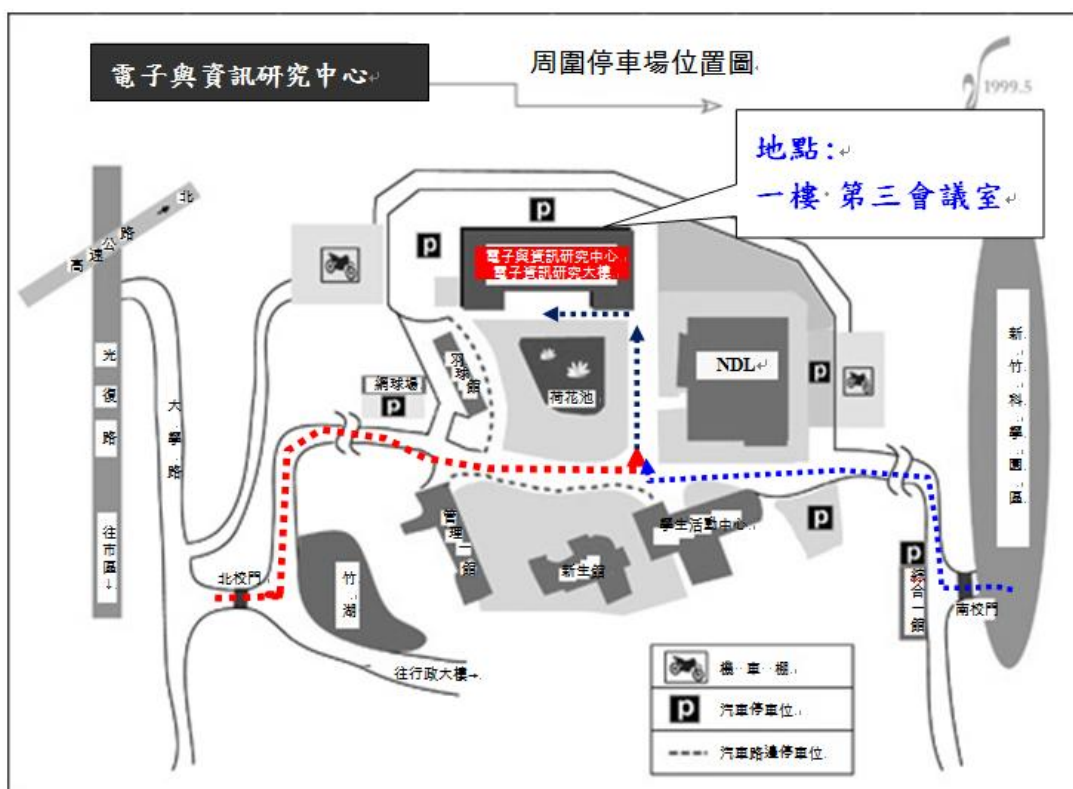 電子與資訊研究中心
周圍停車場位置圖
1999.5
地點:
一樓 第三會議室
北
高速公路
P
P
電子與資訊研究中心
電子資訊研究大樓
光復路
往市區↓
大學路
羽球館
網球場
P
荷花池
NDL
P
新竹科學園區
管理一館
新生館
學生活動中心
P
P
綜合一館
北校門
竹湖
南校門
往行政大樓→
機 車 棚
P 汽車停車位
汽車路邊停車位